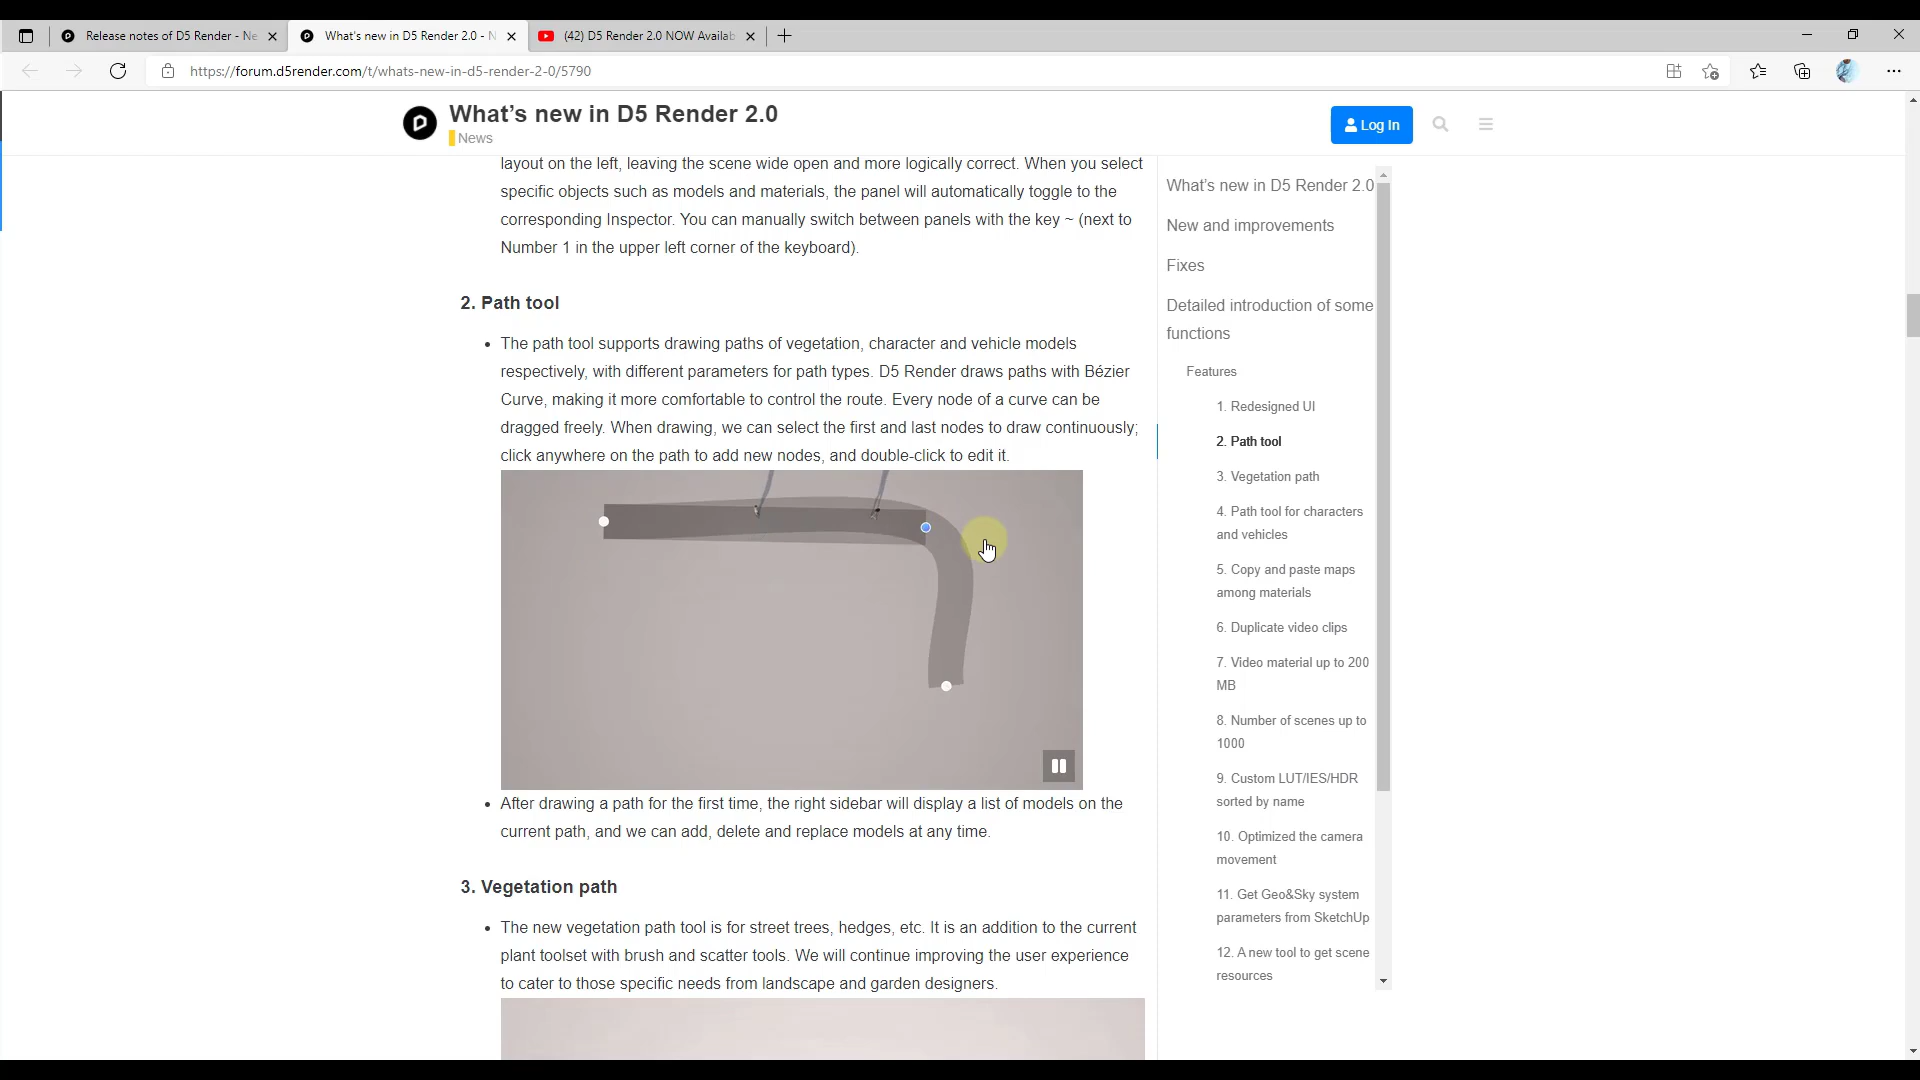 Release notes of D5 Render - Ne
What's new in D5 Render 2.0 - N
(42) D5 Render 2.0 NOW Availab
https://forum.d5render.com/t/whats-new-in-d5-render-2-0/5790
What’s new in D5 Render 2.0
News
Log In
layout on the left, leaving the scene wide open and more logically correct. When you select
specific objects such as models and materials, the panel will automatically toggle to the
corresponding Inspector. You can manually switch between panels with the key ~ (next to
Number 1 in the upper left corner of the keyboard).
2. Path tool
The path tool supports drawing paths of vegetation, character and vehicle models
respectively, with different parameters for path types. D5 Render draws paths with Bézier
Curve, making it more comfortable to control the route. Every node of a curve can be
dragged freely. When drawing, we can select the first and last nodes to draw continuously;
click anywhere on the path to add new nodes, and double-click to edit it.
After drawing a path for the first time, the right sidebar will display a list of models on the
current path, and we can add, delete and replace models at any time.
3. Vegetation path
The new vegetation path tool is for street trees, hedges, etc. It is an addition to the current
plant toolset with brush and scatter tools. We will continue improving the user experience
to cater to those specific needs from landscape and garden designers.
What’s new in D5 Render 2.0
New and improvements
Fixes
Detailed introduction of some
functions
Features
1. Redesigned UI
2. Path tool
3. Vegetation path
4. Path tool for characters
and vehicles
5. Copy and paste maps
among materials
6. Duplicate video clips
7. Video material up to 200
MB
8. Number of scenes up to
1000
9. Custom LUT/IES/HDR
sorted by name
10. Optimized the camera
movement
11. Get Geo&Sky system
parameters from SketchUp
12. A new tool to get scene
resources